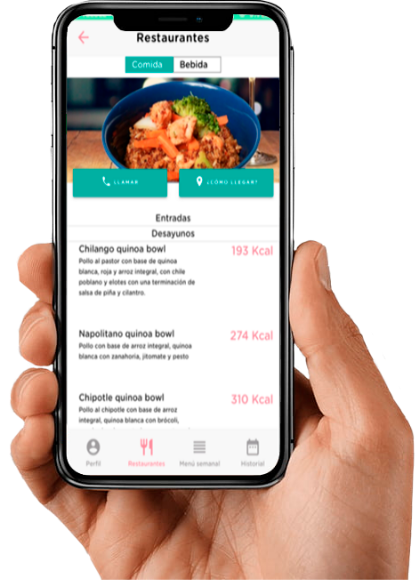 Restaurantes
Comida Bebida
LLAMAR ¿CÓMO LLEGAR?
Entradas
Desayunos
Chilango quinoa bowl 193 Kcal
Pollo al pastor con base de quinoa
blanca, roja y arroz integral, con chile
poblano y elotes con una terminación de
salsa de piña y cilantro.
Napolitano quinoa bowl 274 Kcal
Pollo con base de arroz integral, quinoa
blanca con zanahoria, jitomate y pesto
Chipotle quinoa bowl 310 Kcal
Pollo al chipotle con base de arroz
integral, quinoa blanca con brócoli,
Perfil Restaurantes Menú semanal Historial